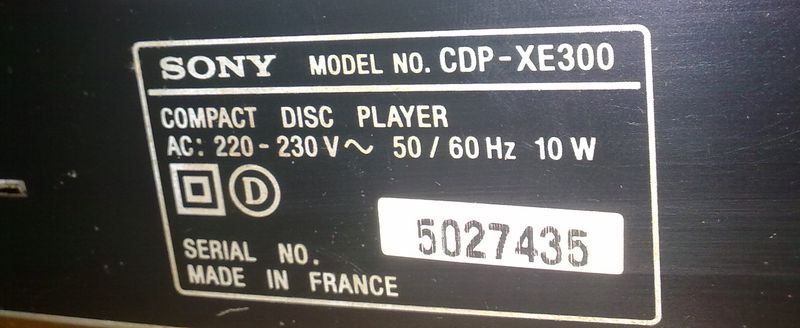 SONY MODEL NO. CDP-XE300
COMPACT DISC PLAYER
AC: 220 - 230 V ~ 50 / 60 Hz 10 W
D
5027435
SERIAL NO.
MADE IN FRANCE